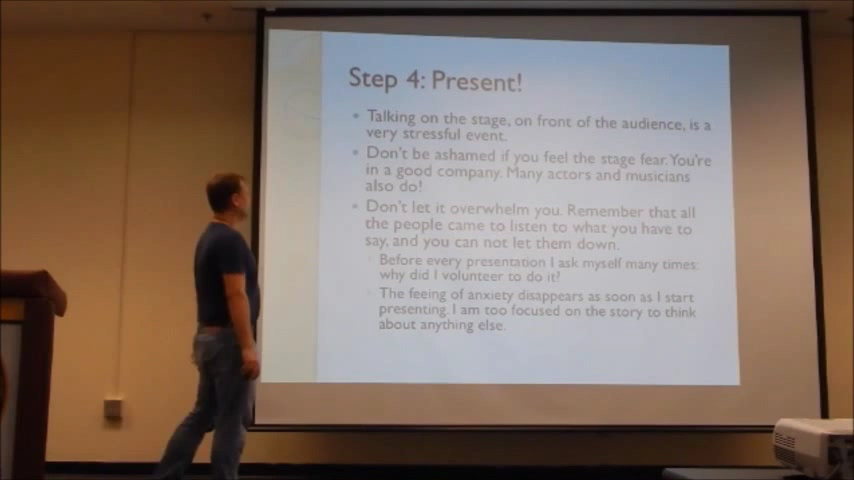 Step 4: Present!
Talking on the stage, on front of the audience, is a
very stressful event.
Don't be ashamed if you feel the stage fear. You're
in a good company. Many actors and musicians
also do!
Don't let it overwhelm you. Remember that all
the people came to listen to what you have to
say, and you can not let them down.
Before every presentation I ask myself many times:
why did I volunteer to do it?
The feeing of anxiety disappears as soon as I start
presenting. I am too focused on the story to think
about anything else.